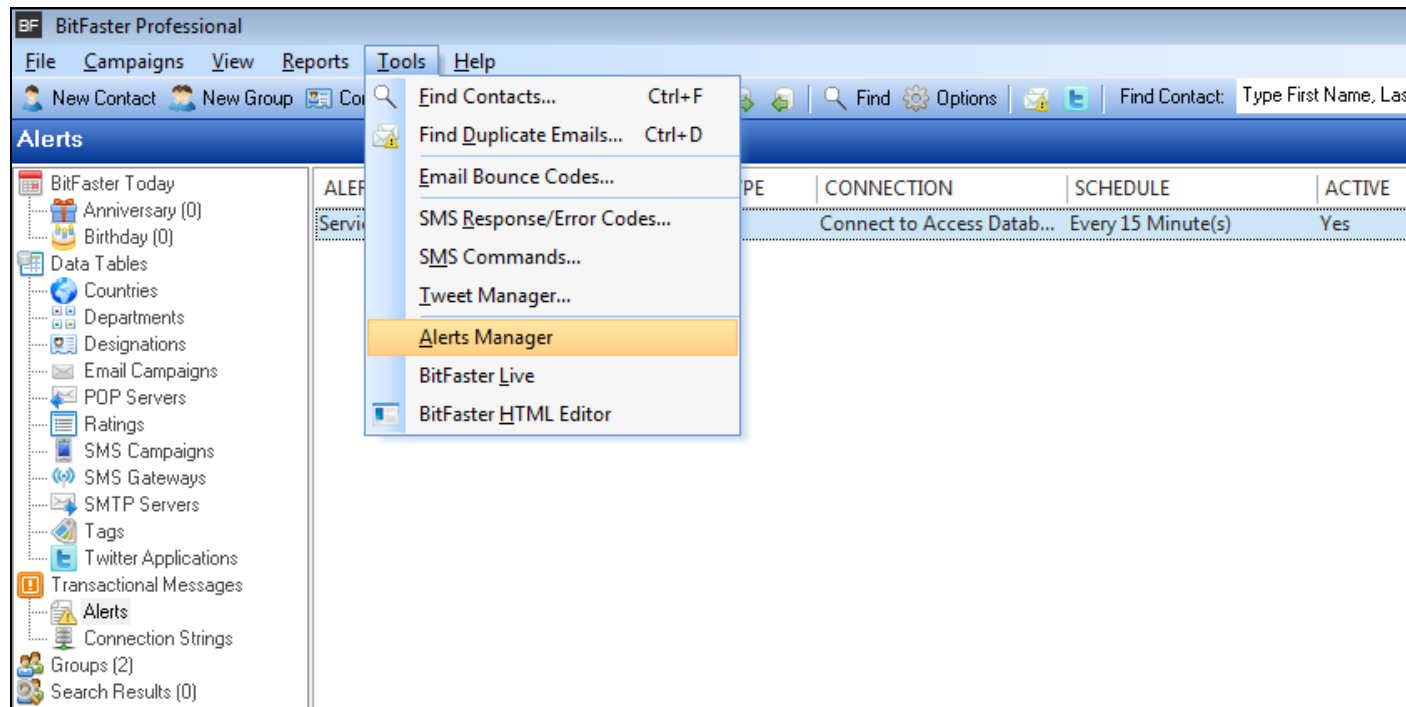 BF BitFaster Professional
File Campaigns View Reports Tools Help
New Contact New Group Find Options Find Contact: Type First Name, Las
Find Contacts... Ctrl+F
Find Duplicate Emails... Ctrl+D
Email Bounce Codes...
SMS Response/Error Codes...
SMS Commands...
Tweet Manager...
Alerts Manager
BitFaster Live
BitFaster HTML Editor
Alerts
CONNECTION SCHEDULE ACTIVE
Connect to Access Datab... Every 15 Minute(s) Yes
BitFaster Today
Anniversary (0)
Birthday (0)
Data Tables
Countries
Departments
Designations
Email Campaigns
POP Servers
Ratings
SMS Campaigns
SMS Gateways
SMTP Servers
Tags
Twitter Applications
Transactional Messages
Alerts
Connection Strings
Groups (2)
Search Results (0)